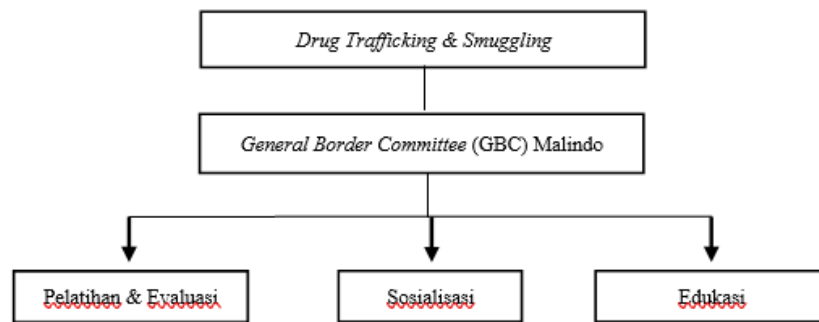 Drug Trafficking & Smuggling
General Border Committee (GBC) Malindo
Pelatihan & Evaluasi
Sosialisasi
Edukasi